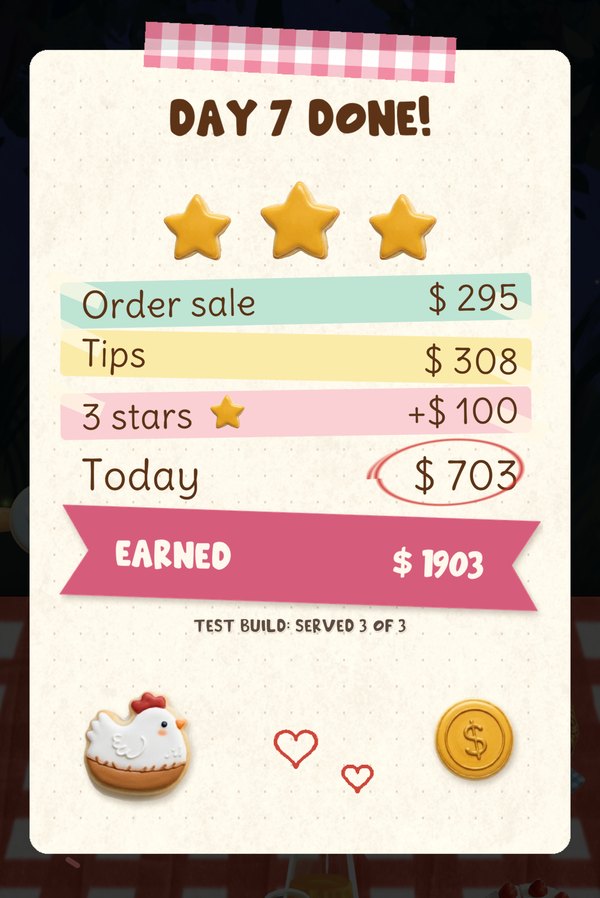 DAY 7 DONE!
Order sale $ 295
Tips $ 308
3 stars +$ 100
Today $ 703
EARNED $ 1903
TEST BUILD: SERVED 3 OF 3
$